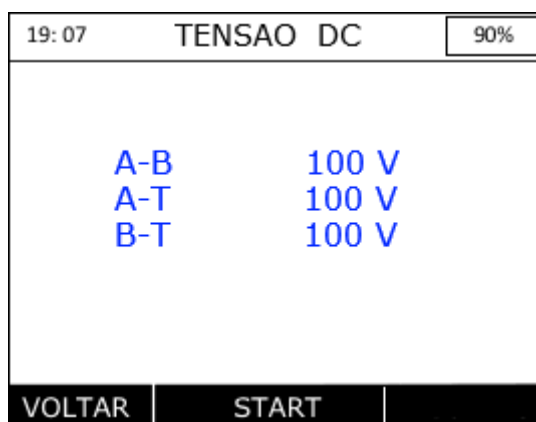 19:07 TENSAO DC 90%
A-B 100 V
A-T 100 V
B-T 100 V
VOLTAR START